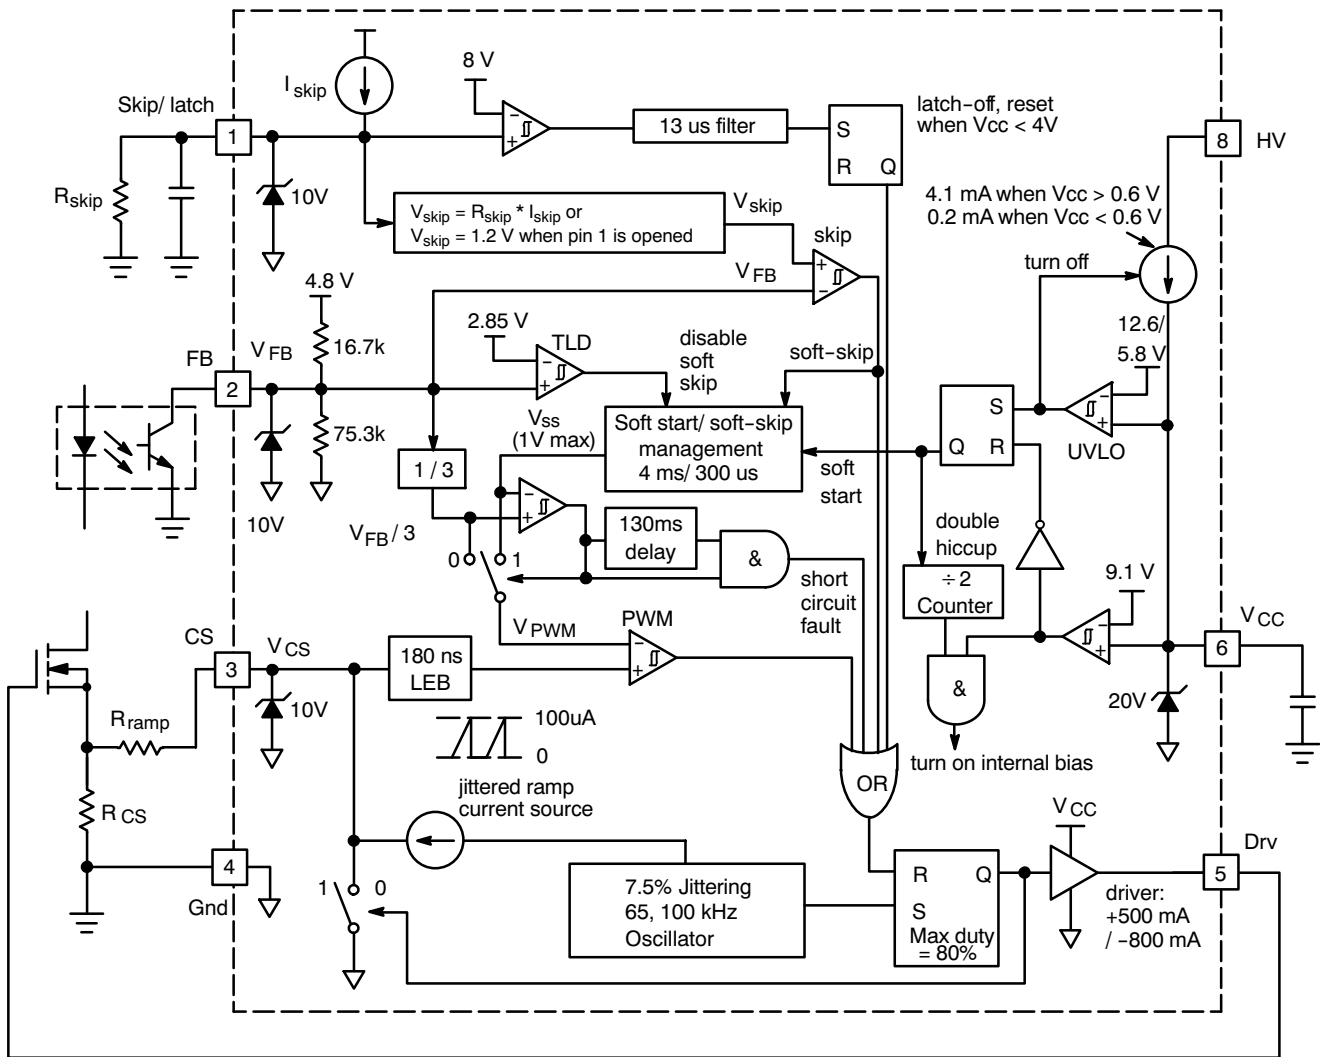 Skip/ latch
1
R skip
I skip
10V
8 V
−
+
13 us filter
S
R Q
latch−off, reset
when Vcc < 4V
8
HV
4.1 mA when Vcc > 0.6 V
0.2 mA when Vcc < 0.6 V
turn off
V skip = R skip * I skip or
V skip = 1.2 V when pin 1 is opened
V skip
skip
+
−
V FB
4.8 V
16.7k
75.3k
FB
2
V FB
10V
2.85 V
TLD
−
+
disable
soft
skip
soft−skip
V ss
(1V max)
Soft start/ soft−skip
management
4 ms/ 300 us
soft
start
S
Q R
12.6/
5.8 V
−
+
UVLO
1 / 3
V FB / 3
−
+
0 1
130ms
delay
&
short
circuit
fault
double
hiccup
÷ 2
Counter
9.1 V
−
+
&
turn on internal bias
20V
6
V CC
CS
3
V CS
10V
180 ns
LEB
V PWM
PWM
−
+
R ramp
R CS
100uA
0
jittered ramp
current source
OR
4
Gnd
1 0
7.5% Jittering
65, 100 kHz
Oscillator
R Q
S
Max duty
= 80%
V CC
driver:
+500 mA
/ −800 mA
Drv
5